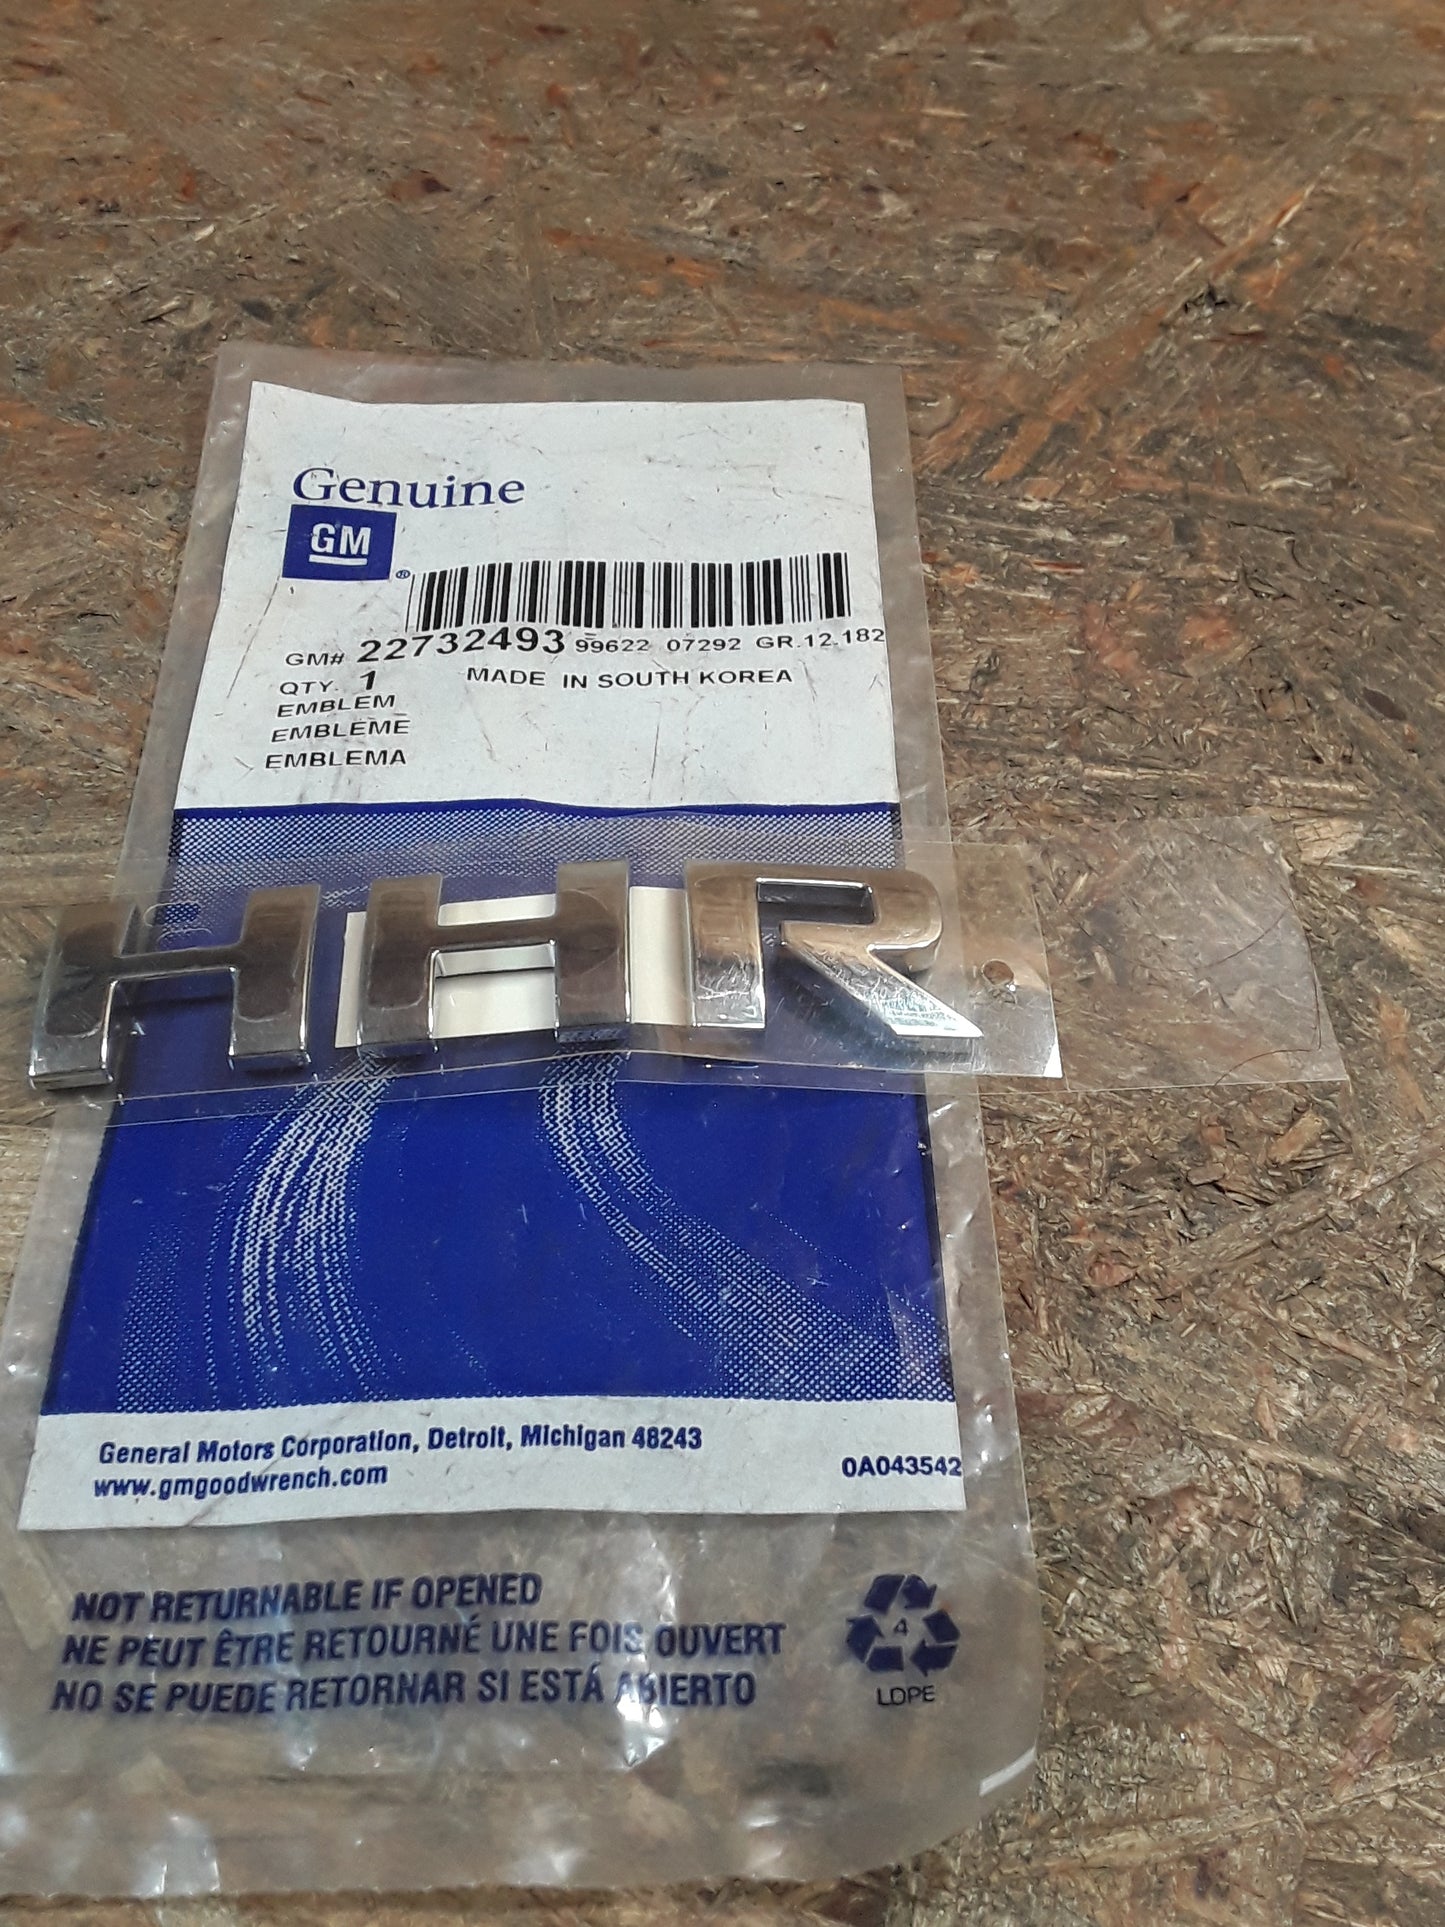 Genuine
GM
®
GM# 22732493 99622 07292 GR.12.182
QTY. 1 MADE IN SOUTH KOREA
EMBLEM
EMBLÈME
EMBLEMA
HHR
General Motors Corporation, Detroit, Michigan 48243
www.gmgoodwrench.com
0A043542
NOT RETURNABLE IF OPENED
NE PEUT ÊTRE RETOURNÉ UNE FOIS OUVERT
NO SE PUEDE RETORNAR SI ESTÁ ABIERTO
4
LDPE